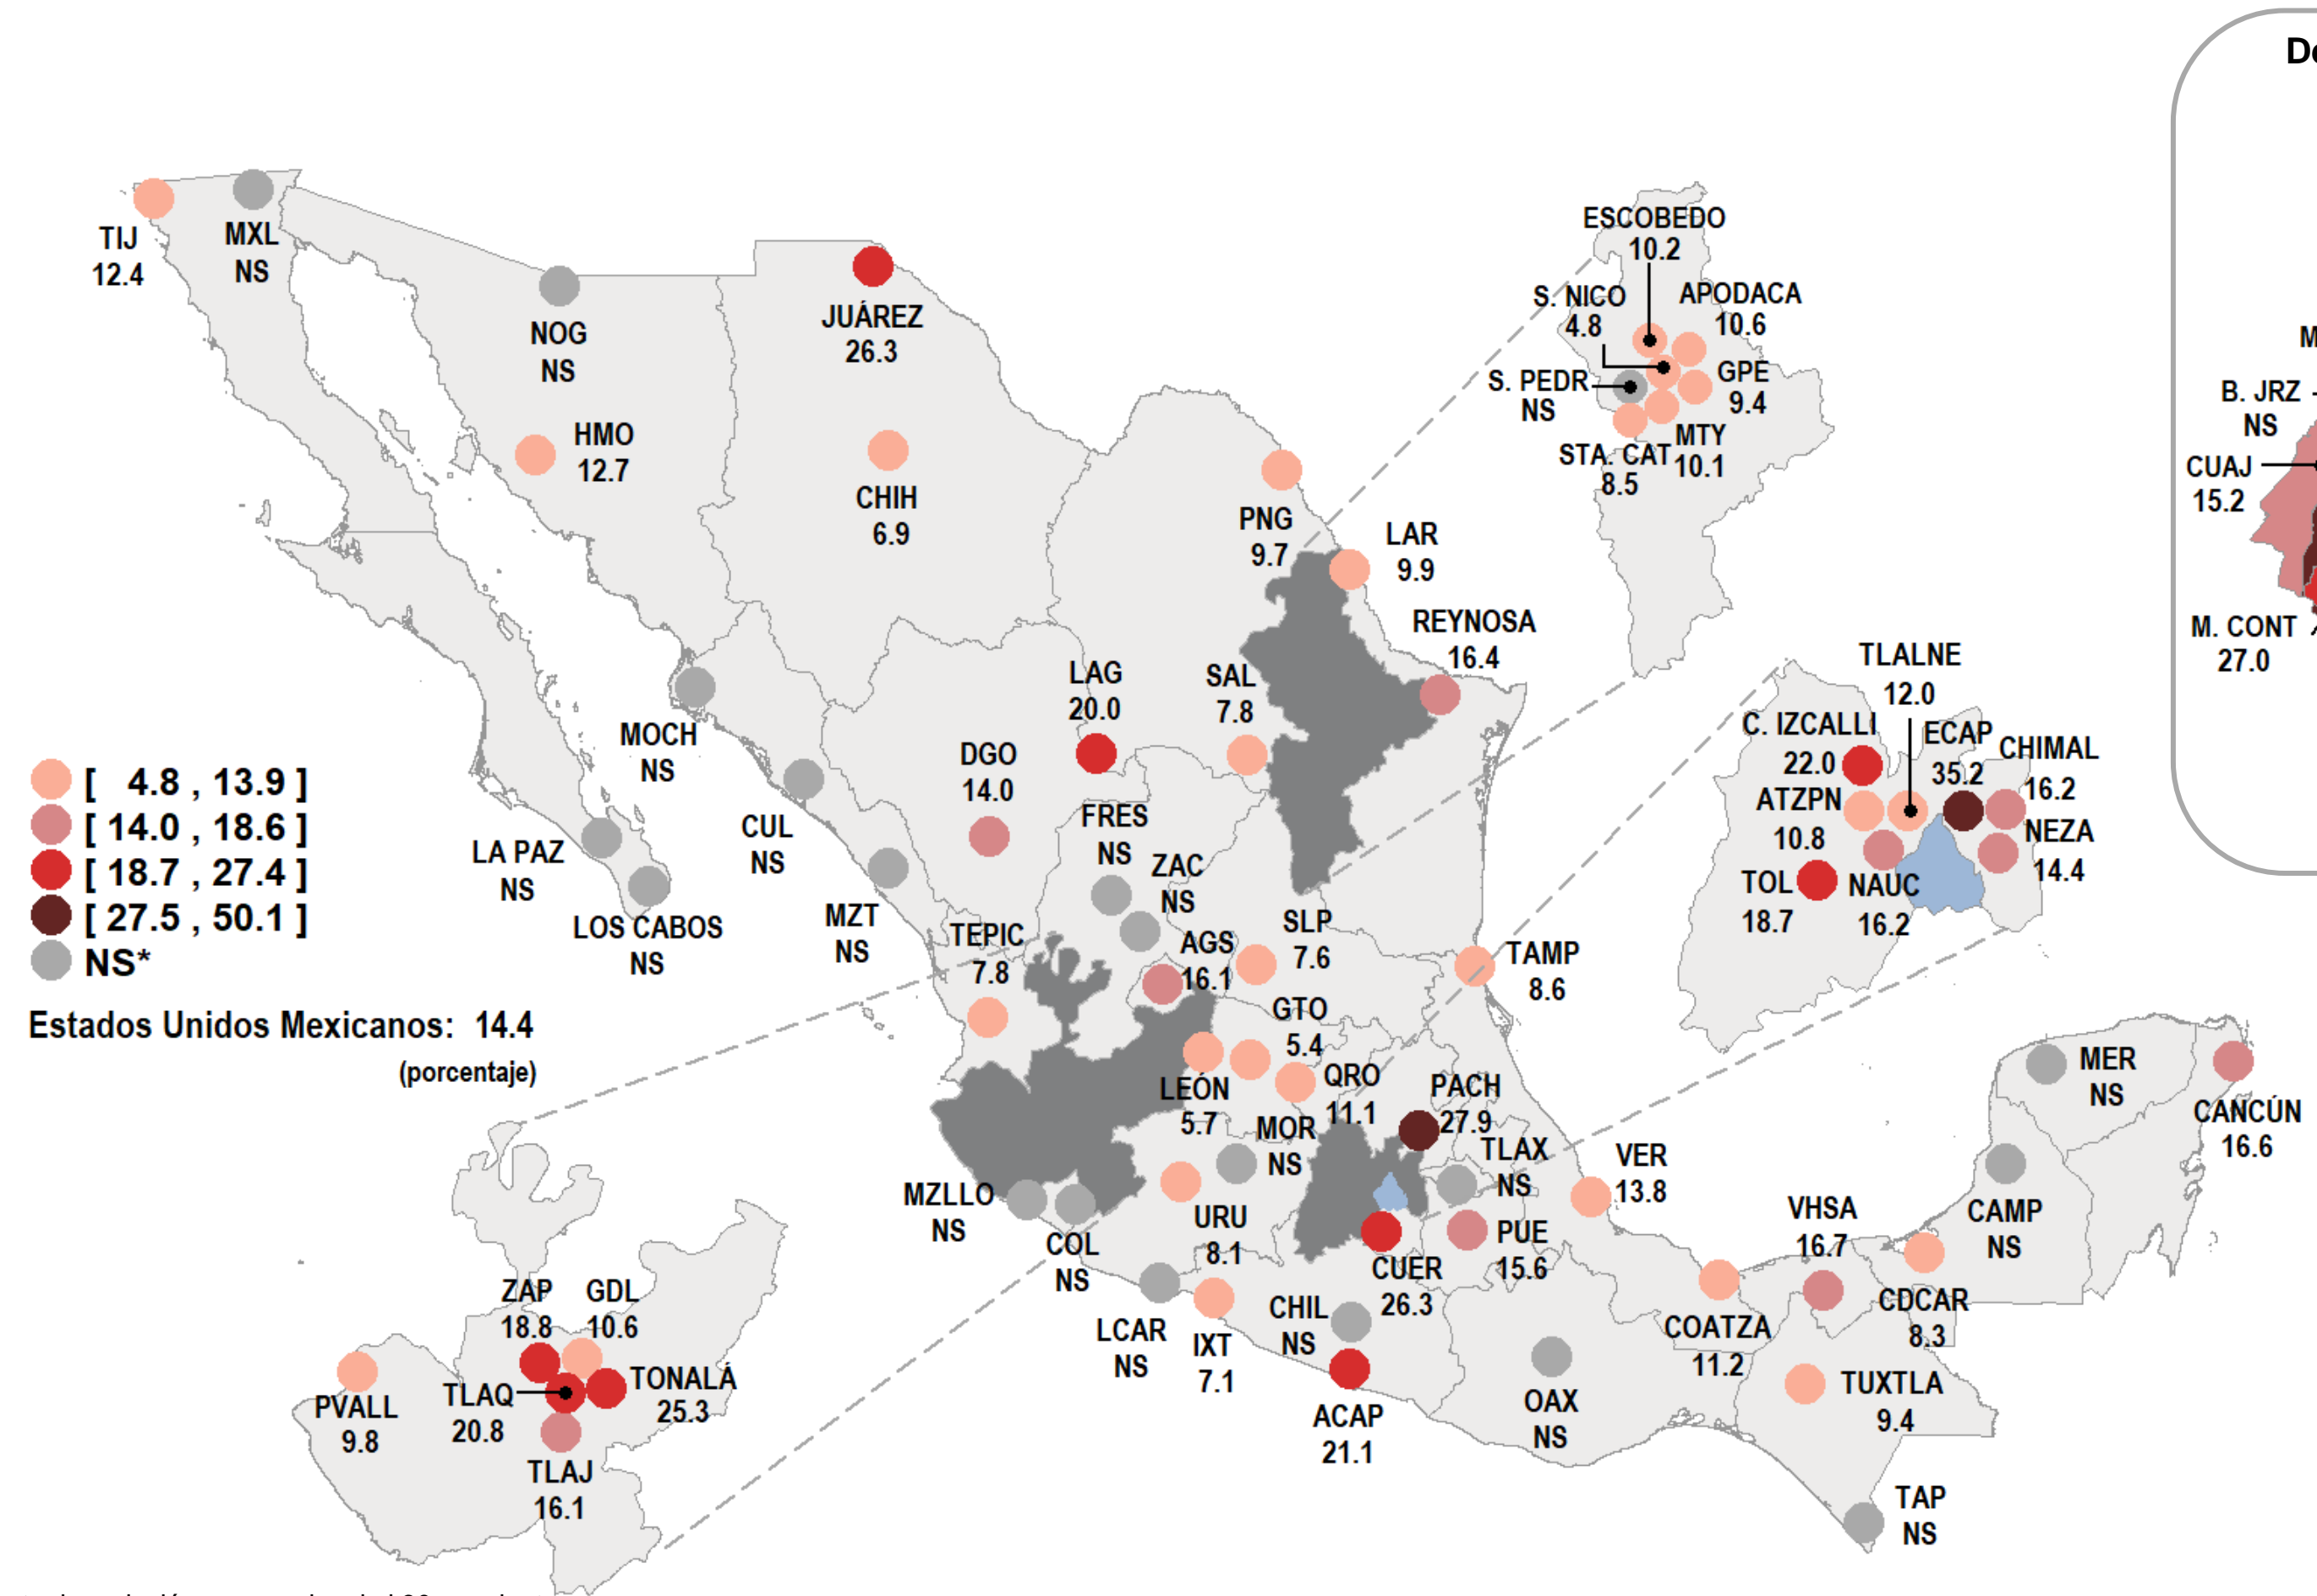 De
TIJ
12.4
MXL
NS
NOG
NS
HMO
12.7
JUÁREZ
26.3
CHIH
6.9
ESCOBEDO
10.2
S. NICO
4.8
APODACA
10.6
S. PEDR
NS
GPE
9.4
MTY
10.1
STA. CAT
8.5
B. JRZ
NS
CUAJ
15.2
M. CONT
27.0
PNG
9.7
LAR
9.9
REYNOSA
16.4
LAG
20.0
SAL
7.8
MOCH
NS
DGO
14.0
CUL
NS
LA PAZ
NS
LOS CABOS
NS
MZT
NS
FRES
NS
ZAC
NS
TEPIC
7.8
AGS
16.1
SLP
7.6
TAMP
8.6
TLALNE
12.0
C. IZCALLI
22.0
ECAP
35.2
CHIMAL
16.2
ATZPN
10.8
NEZA
14.4
TOL
18.7
NAUC
16.2
[ 4.8 , 13.9 ]
[ 14.0 , 18.6 ]
[ 18.7 , 27.4 ]
[ 27.5 , 50.1 ]
NS*
Estados Unidos Mexicanos: 14.4
(porcentaje)
GTO
5.4
LEÓN
5.7
QRO
11.1
PACH
27.9
MOR
NS
TLAX
NS
VER
13.8
MER
NS
CANCÚN
16.6
MZLLO
NS
COL
NS
URU
8.1
CUER
26.3
PUE
15.6
VHSA
16.7
CAMP
NS
CDCAR
8.3
LCAR
NS
IXT
7.1
CHIL
NS
ACAP
21.1
OAX
NS
COATZA
11.2
TUXTLA
9.4
TAP
NS
ZAP
18.8
GDL
10.6
PVALL
9.8
TLAQ
20.8
TONALÁ
25.3
TLAJ
16.1